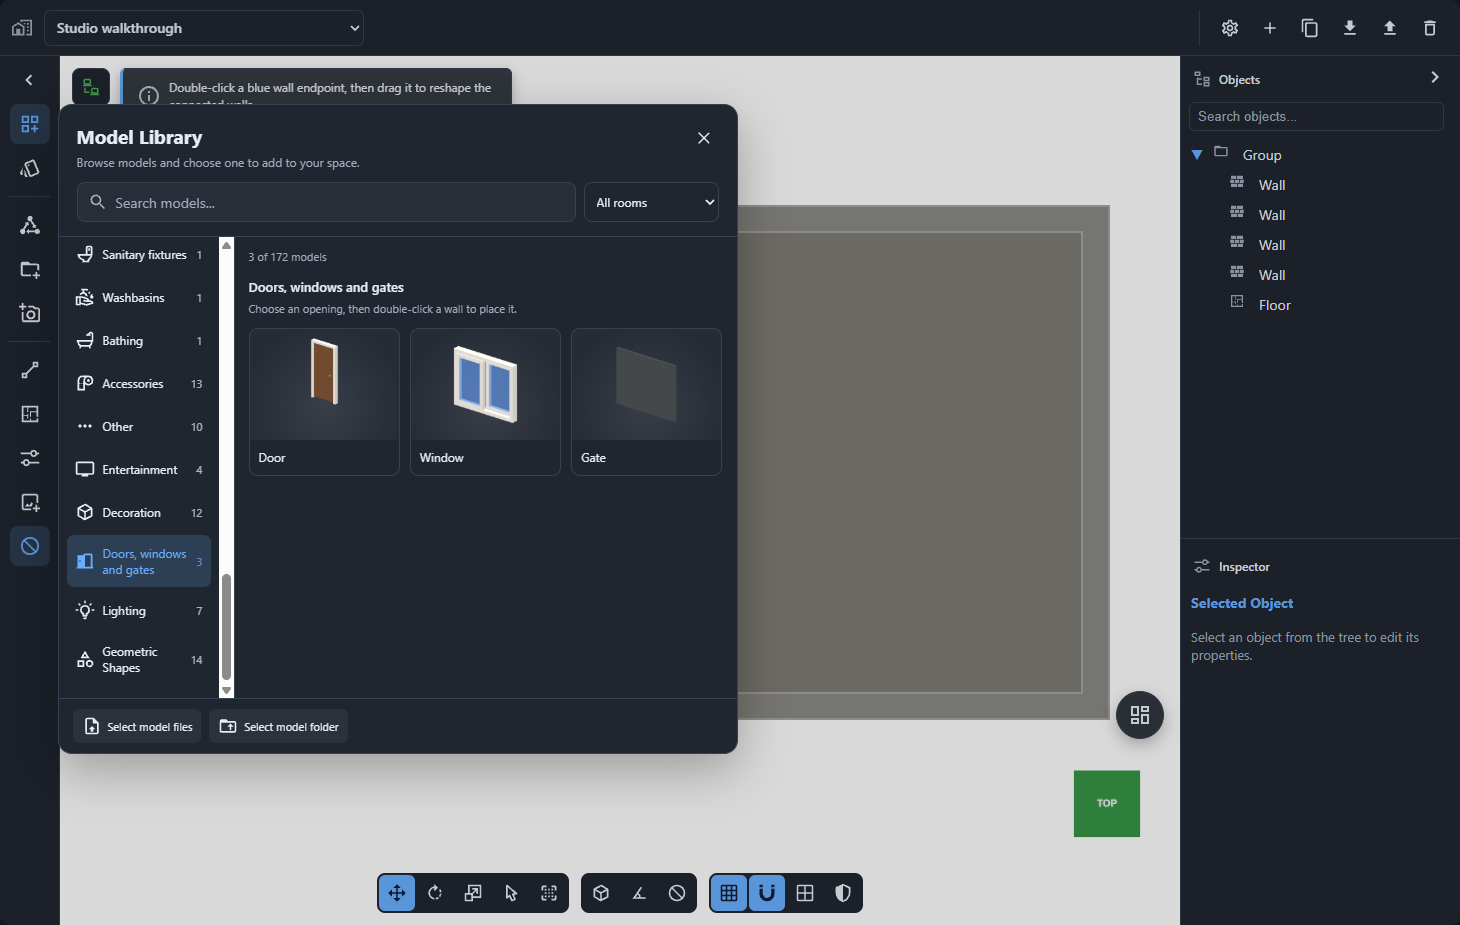 Studio walkthrough
Double-click a blue wall endpoint, then drag it to reshape the
Model Library
Browse models and choose one to add to your space.
Search models...
All rooms
Sanitary fixtures 1
Washbasins 1
Bathing 1
Accessories 13
Other 10
Entertainment 4
Decoration 12
Doors, windows
and gates 3
Lighting 7
Geometric
Shapes 14
3 of 172 models
Doors, windows and gates
Choose an opening, then double-click a wall to place it.
Door
Window
Gate
Select model files
Select model folder
Objects
Search objects...
Group
Wall
Wall
Wall
Wall
Floor
Inspector
Selected Object
Select an object from the tree to edit its
properties.
TOP